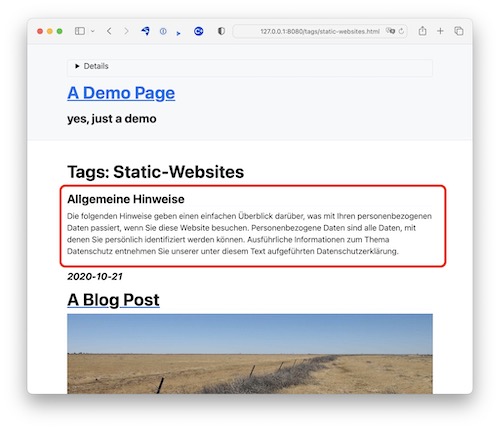 127.0.0.1:8080/tags/static-websites.html
Details
A Demo Page
yes, just a demo
Tags: Static-Websites
Allgemeine Hinweise
Die folgenden Hinweise geben einen einfachen Überblick darüber, was mit Ihren personenbezogenen
Daten passiert, wenn Sie diese Website besuchen. Personenbezogene Daten sind alle Daten, mit
denen Sie persönlich identifiziert werden können. Ausführliche Informationen zum Thema
Datenschutz entnehmen Sie unserer unter diesem Text aufgeführten Datenschutzerklärung.
2020-10-21
A Blog Post